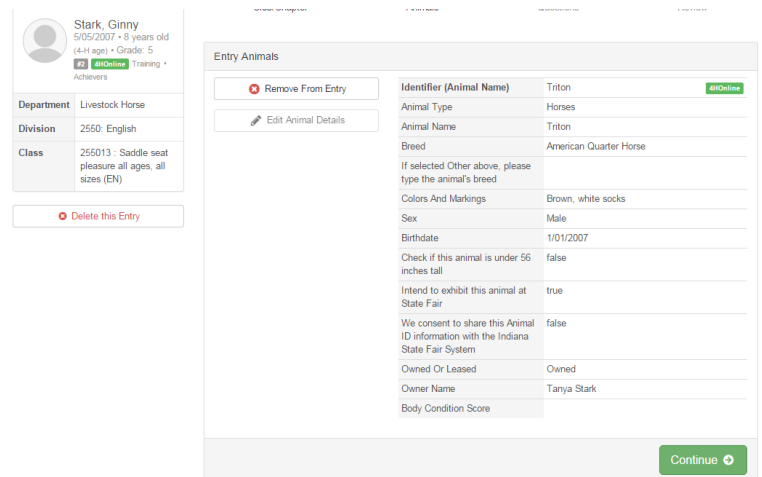 Stark, Ginny
5/05/2007 • 8 years old
(4-H age) • Grade: 5
#2 4HOnline Training •
Achievers
Department Livestock Horse
Division 2550: English
Class 255013 : Saddle seat
pleasure all ages, all
sizes (EN)
Delete this Entry
Entry Animals
Remove From Entry
Edit Animal Details
Identifier (Animal Name) Triton 4HOnline
Animal Type Horses
Animal Name Triton
Breed American Quarter Horse
If selected Other above, please
type the animal's breed
Colors And Markings Brown, white socks
Sex Male
Birthdate 1/01/2007
Check if this animal is under 56 false
inches tall
Intend to exhibit this animal at true
State Fair
We consent to share this Animal false
ID information with the Indiana
State Fair System
Owned Or Leased Owned
Owner Name Tanya Stark
Body Condition Score
Continue